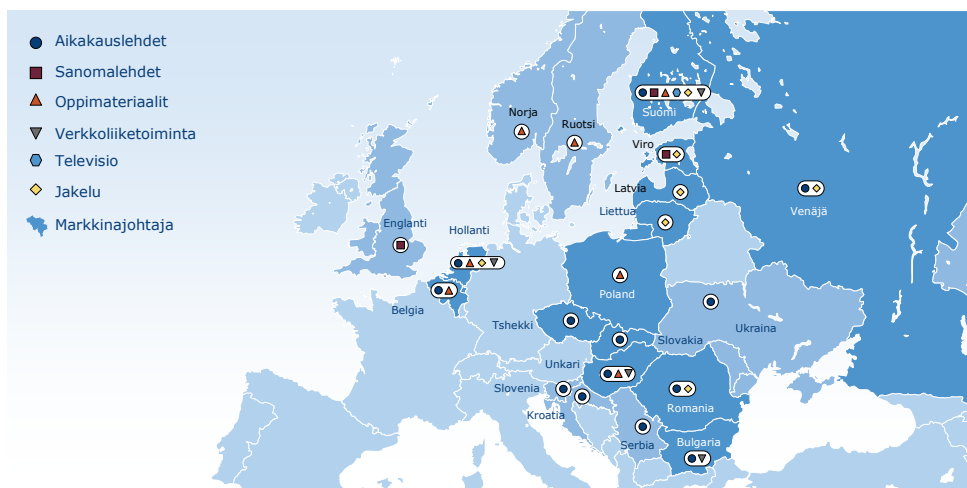 Aikakauslehdet
Sanomalehdet
Oppimateriaalit
Verkkoliiketoiminta
Televisio
Jakelu
Markkinajohtaja
Norja
Ruotsi
Suomi
Viro
Latvia
Liettua
Venäjä
Englanti
Hollanti
Belgia
Poland
Tshekki
Slovakia
Ukraina
Unkari
Slovenia
Kroatia
Romania
Serbia
Bulgaria